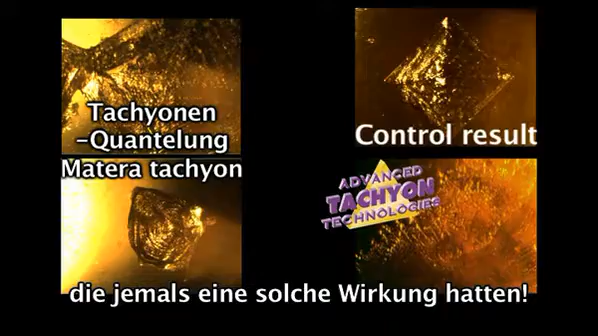 Tachyonen
-Quantelung
Control result
Matera tachyon
ADVANCED
TACHYON
TECHNOLOGIES
die jemals eine solche Wirkung hatten!